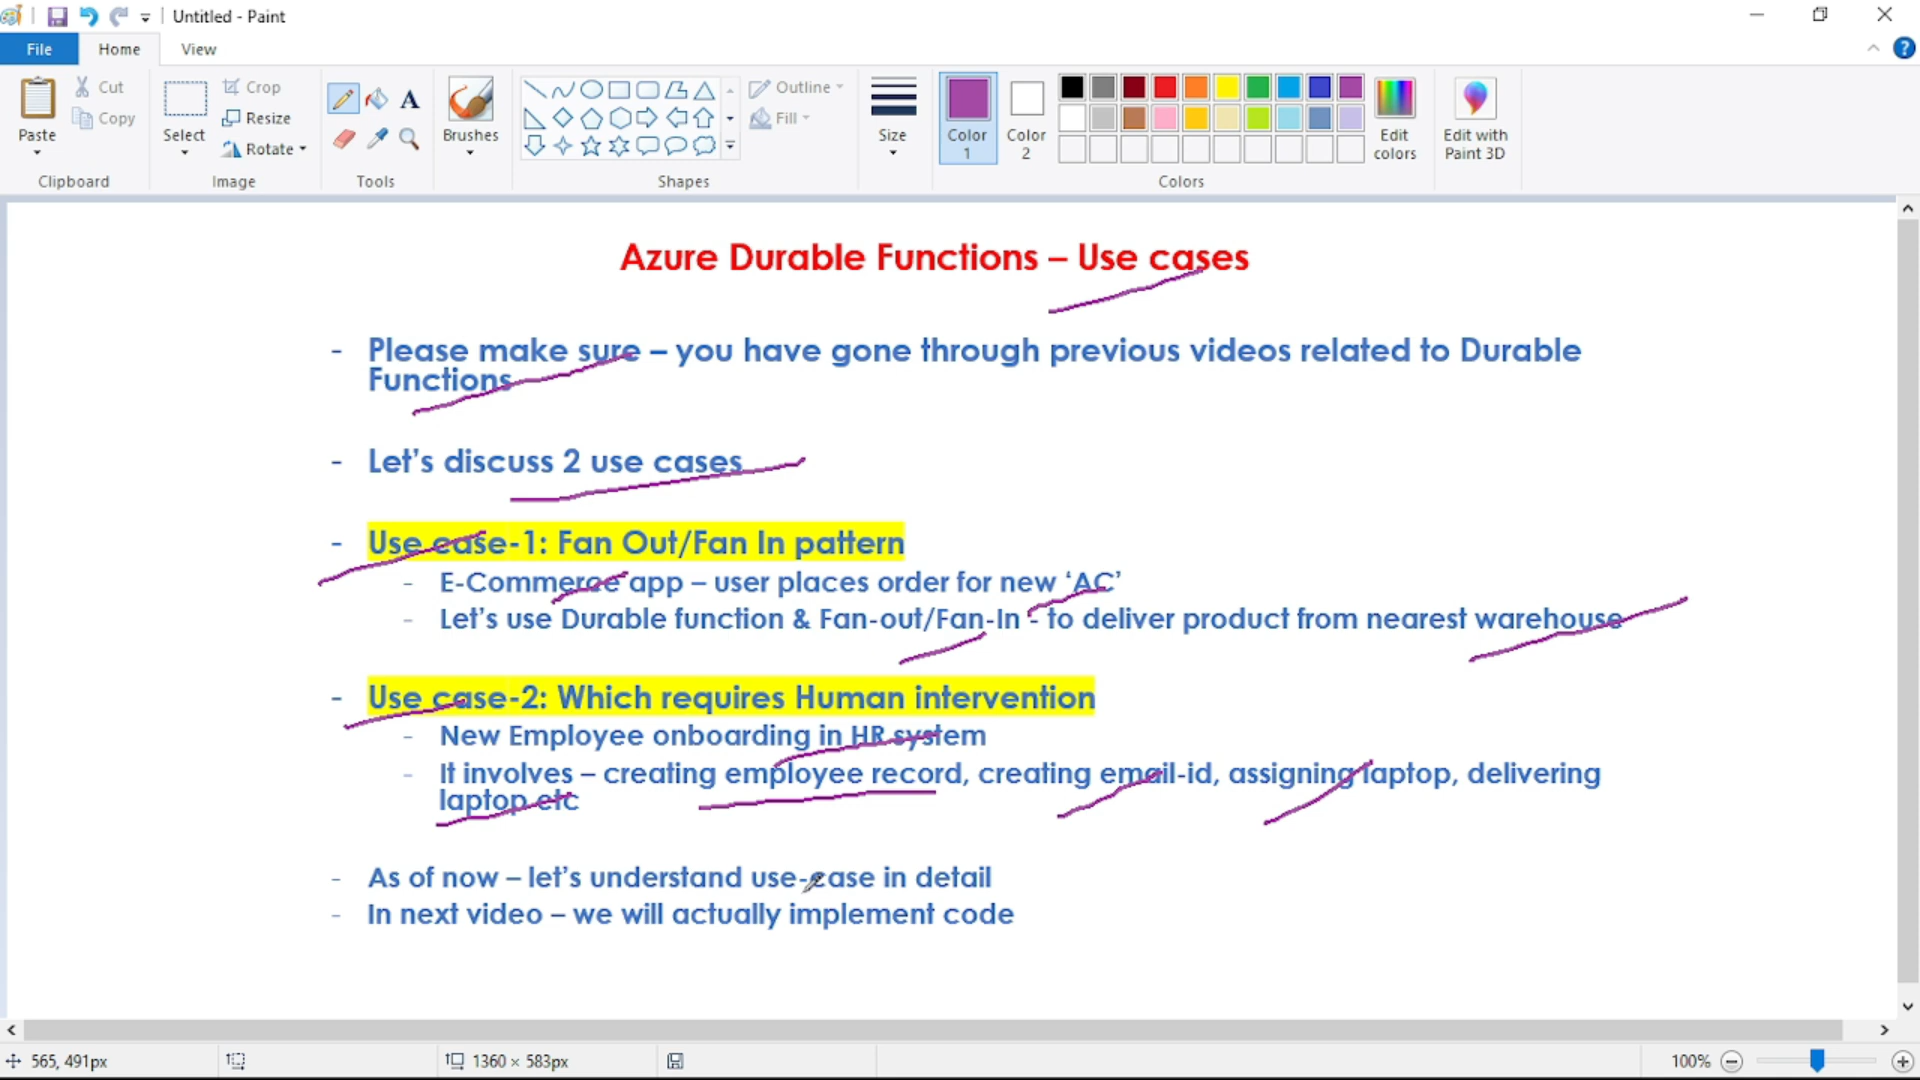 Untitled - Paint
File Home View
Paste Cut Copy Clipboard
Select Crop Resize Rotate Image
Tools
Brushes
Outline Fill Shapes
Size
Color 1 Color 2 Edit colors Colors
Edit with Paint 3D
Azure Durable Functions – Use cases
- Please make sure – you have gone through previous videos related to Durable
Functions
- Let's discuss 2 use cases
- Use case-1: Fan Out/Fan In pattern
- E-Commerce app – user places order for new ‘AC’
- Let's use Durable function & Fan-out/Fan-In - to deliver product from nearest warehouse
- Use case-2: Which requires Human intervention
- New Employee onboarding in HR system
- It involves – creating employee record, creating email-id, assigning laptop, delivering
laptop etc
- As of now – let's understand use-case in detail
- In next video – we will actually implement code
565, 491px 1360 × 583px 100%